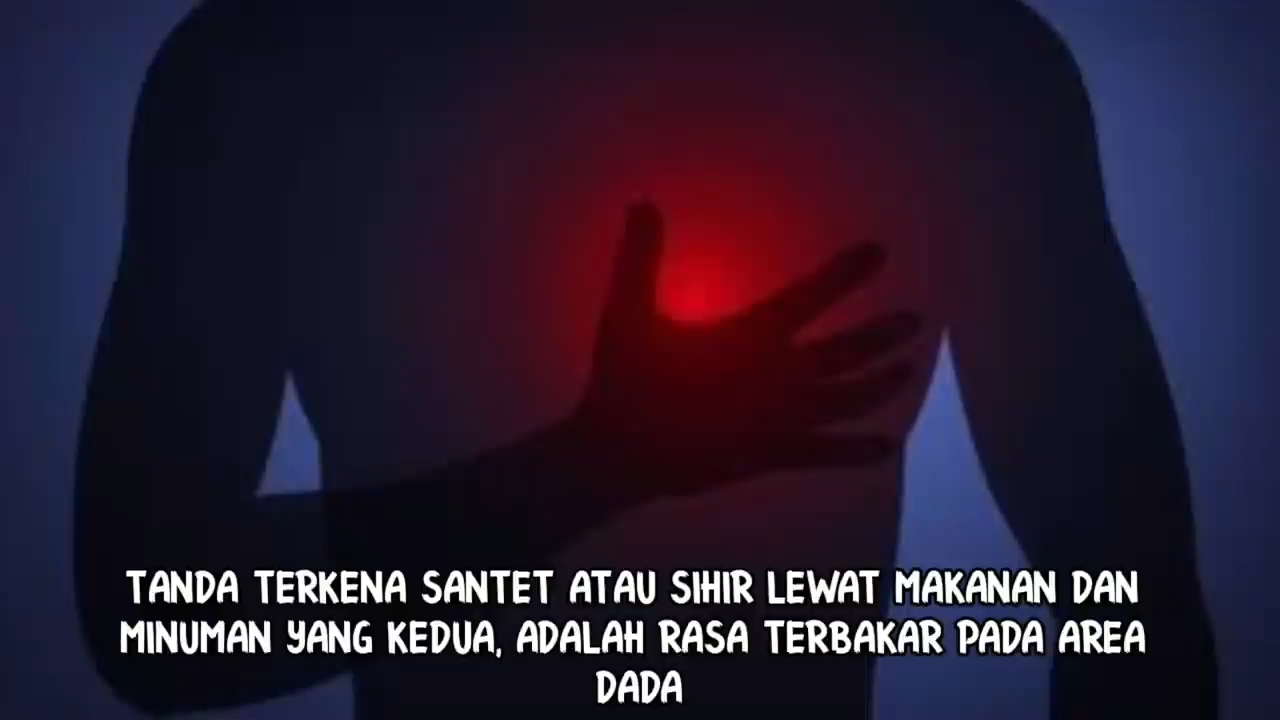 TANDA TERKENA SANTET ATAU SIHIR LEWAT MAKANAN DAN
MINUMAN YANG KEDUA, ADALAH RASA TERBAKAR PADA AREA
DADA